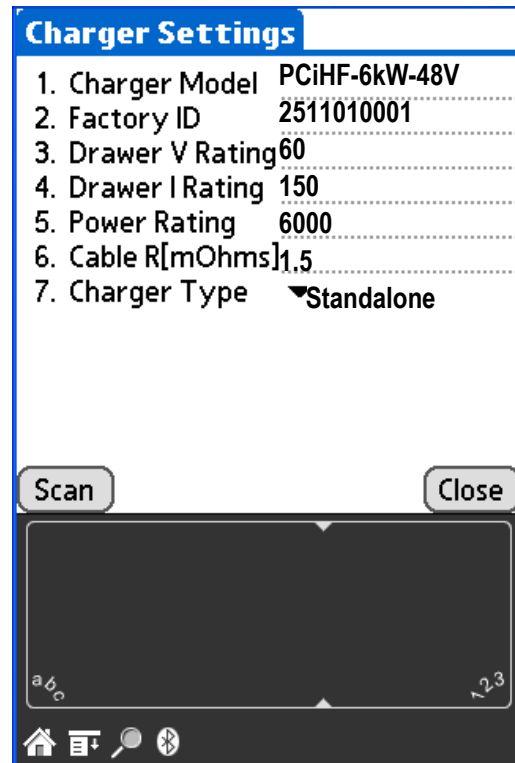 Charger Settings
1. Charger Model PCiHF-6kW-48V
2. Factory ID 2511010001
3. Drawer V Rating 60
4. Drawer I Rating 150
5. Power Rating 6000
6. Cable R[mOhms] 1.5
7. Charger Type Standalone
Scan Close
abc 123